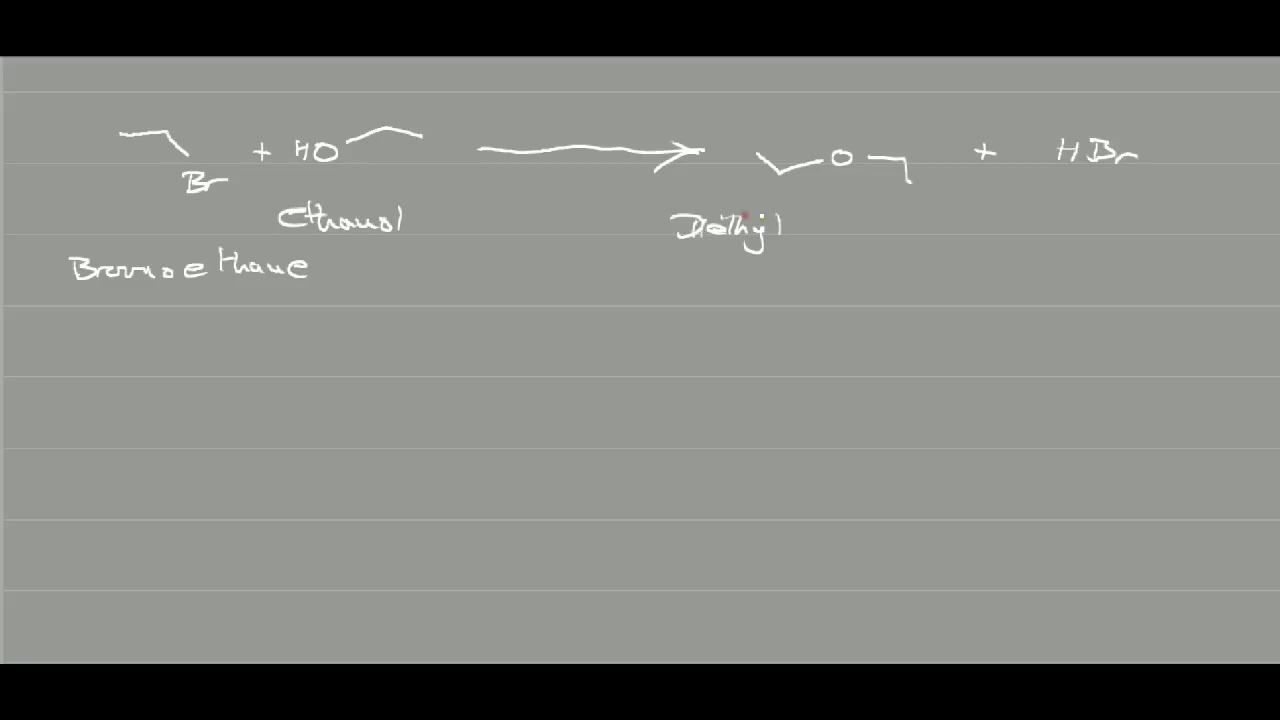 Br + HO → O + HBr
Ethanol Diethyl
Bromoethane